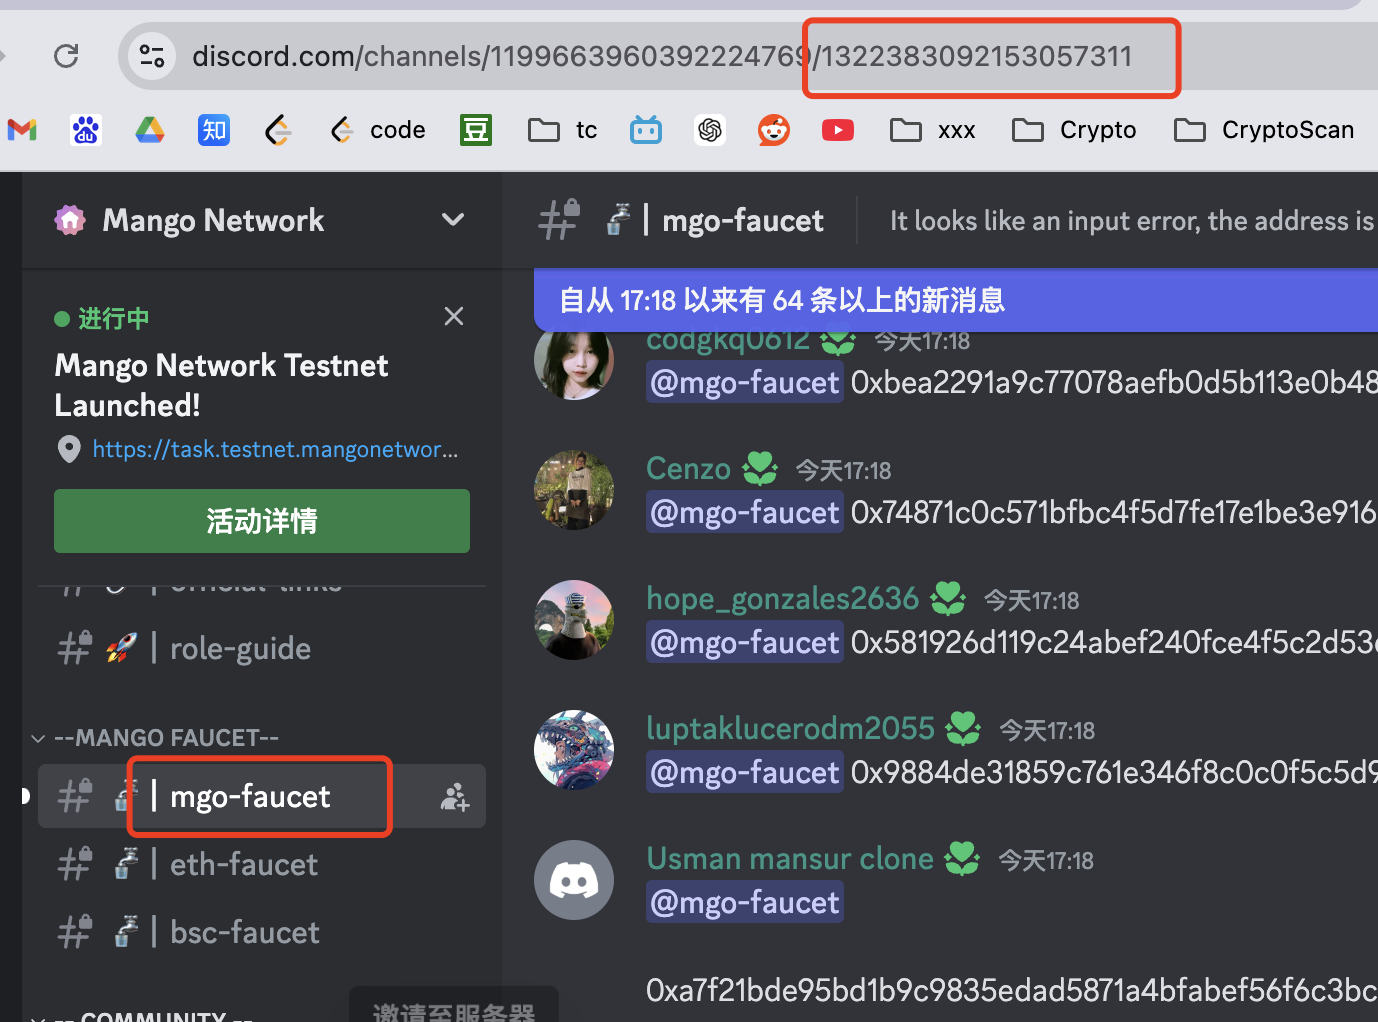 discord.com/channels/1199663960392224769/1322383092153057311
du
知
code
豆
tc
xxx
Crypto
CryptoScan
Mango Network
| mgo-faucet
It looks like an input error, the address is
自从 17:18 以来有 64 条以上的新消息
进行中
Mango Network Testnet
Launched!
https://task.testnet.mangonetwor...
活动详情
| official-links
| role-guide
--MANGO FAUCET--
| mgo-faucet
| eth-faucet
| bsc-faucet
-- COMMUNITY --
邀请至服务器
codgkq0612 今天17:18
@mgo-faucet 0xbea2291a9c77078aefb0d5b113e0b48
Cenzo 今天17:18
@mgo-faucet 0x74871c0c571bfbc4f5d7fe17e1be3e916
hope_gonzales2636 今天17:18
@mgo-faucet 0x581926d119c24abef240fce4f5c2d53
luptaklucerodm2055 今天17:18
@mgo-faucet 0x9884de31859c761e346f8c0c0f5c5d9
Usman mansur clone 今天17:18
@mgo-faucet
0xa7f21bde95bd1b9c9835edad5871a4bfabef56f6c3bc